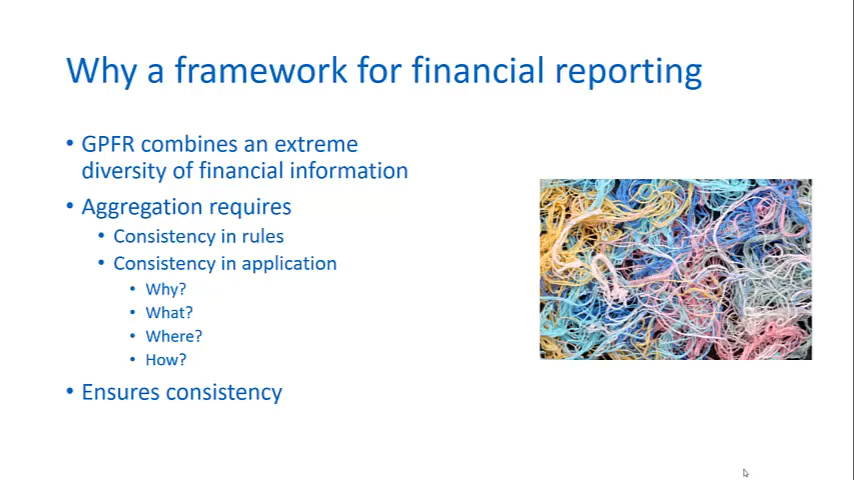 Why a framework for financial reporting
• GPFR combines an extreme
diversity of financial information
• Aggregation requires
• Consistency in rules
• Consistency in application
• Why?
• What?
• Where?
• How?
• Ensures consistency